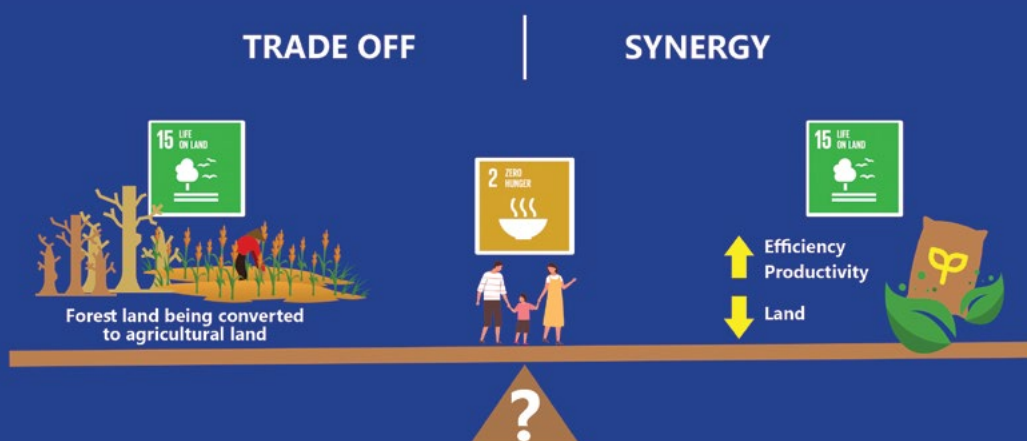 TRADE OFF
SYNERGY
15 LIFE
ON LAND
Forest land being converted
to agricultural land
2 ZERO
HUNGER
15 LIFE
ON LAND
Efficiency
Productivity
Land
?